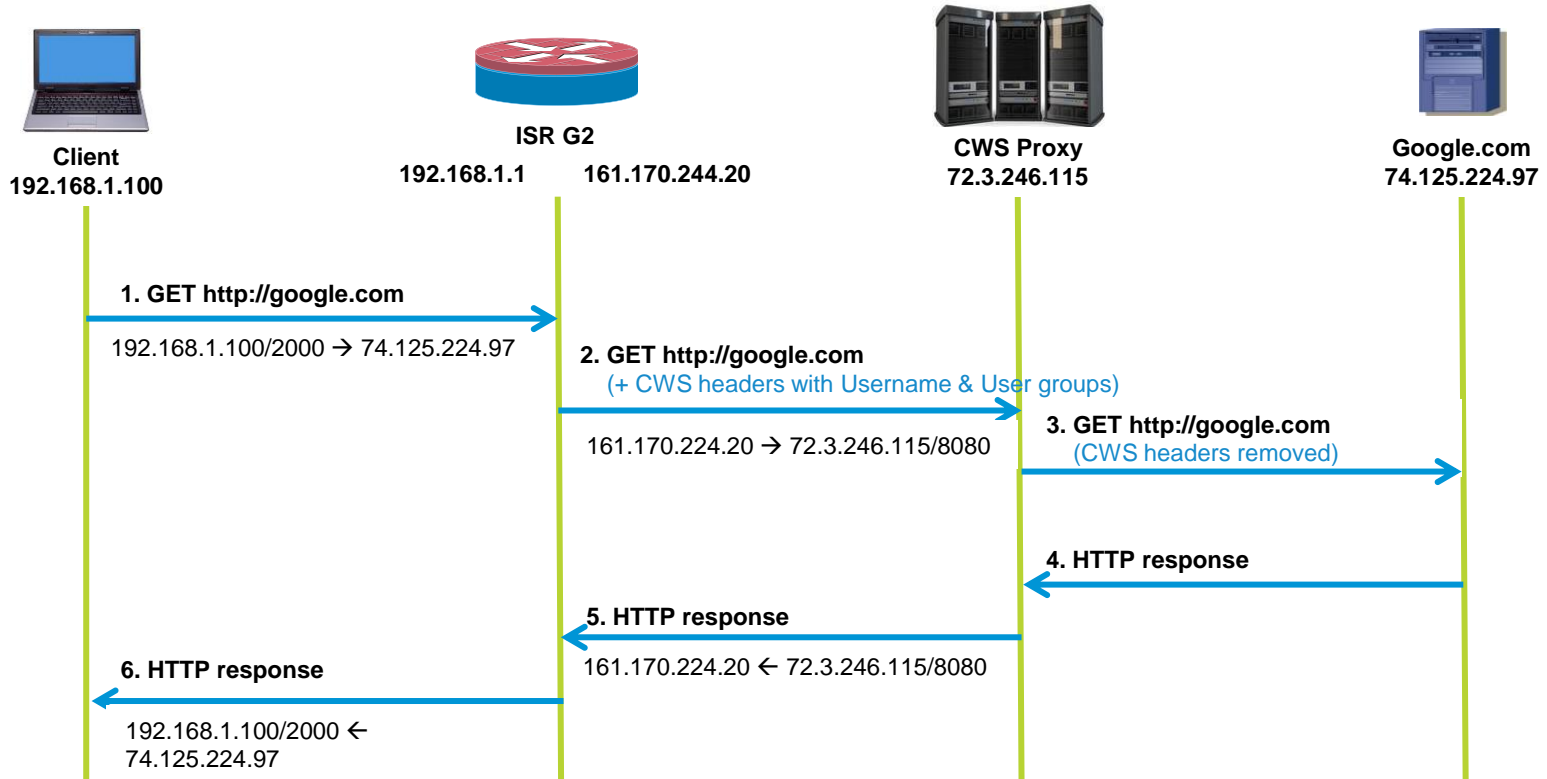 Client
192.168.1.100
ISR G2
192.168.1.1 161.170.244.20
CWS Proxy
72.3.246.115
Google.com
74.125.224.97
1. GET http://google.com
192.168.1.100/2000 → 74.125.224.97
2. GET http://google.com
(+ CWS headers with Username & User groups)
161.170.224.20 → 72.3.246.115/8080
3. GET http://google.com
(CWS headers removed)
4. HTTP response
5. HTTP response
161.170.224.20 ← 72.3.246.115/8080
6. HTTP response
192.168.1.100/2000 ←
74.125.224.97